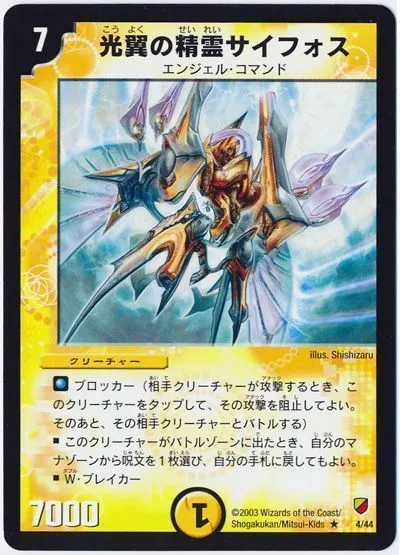 7
光翼の精霊サイフォス
エンジェル・コマンド
illus. Shishizaru
クリーチャー
ブロッカー（相手クリーチャーが攻撃するとき、こ
のクリーチャーをタップして、その攻撃を阻止してよい。
そのあと、その相手クリーチャーとバトルする）
■ このクリーチャーがバトルゾーンに出たとき、自分のマ
ナゾーンから呪文を1枚選び、自分の手札に戻してもよい。
■ W・ブレイカー
7000
1
©2003 Wizards of the Coast/
Shogakukan/Mitsui-Kids ★ 4/44